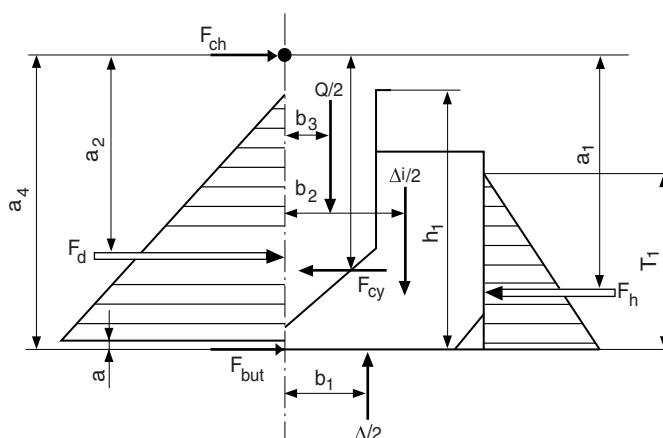 F_ch
Q/2
b_3
a_2
a_1
a_4
b_2
Δi/2
h_1
T_1
F_d
F_cy
F_h
a
F_but
b_1
Δ/2